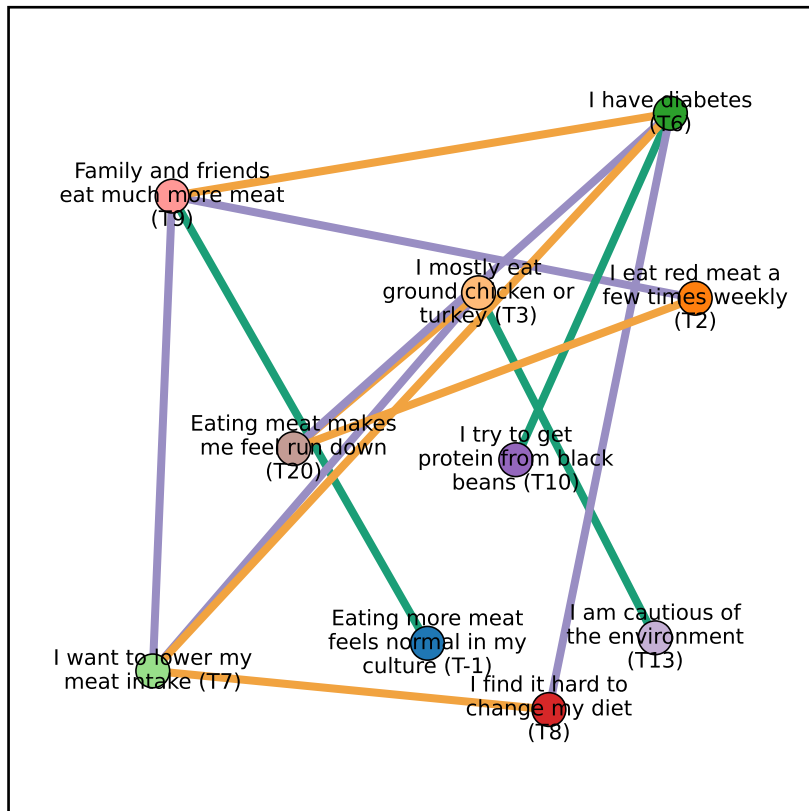 I have diabetes
(T6)
Family and friends
eat much more meat
(T9)
I mostly eat
ground chicken or
turkey (T3)
I eat red meat a
few times weekly
(T2)
Eating meat makes
me feel run down
(T20)
I try to get
protein from black
beans (T10)
Eating more meat
feels normal in my
culture (T-1)
I am cautious of
the environment
(T13)
I want to lower my
meat intake (T7)
I find it hard to
change my diet
(T8)